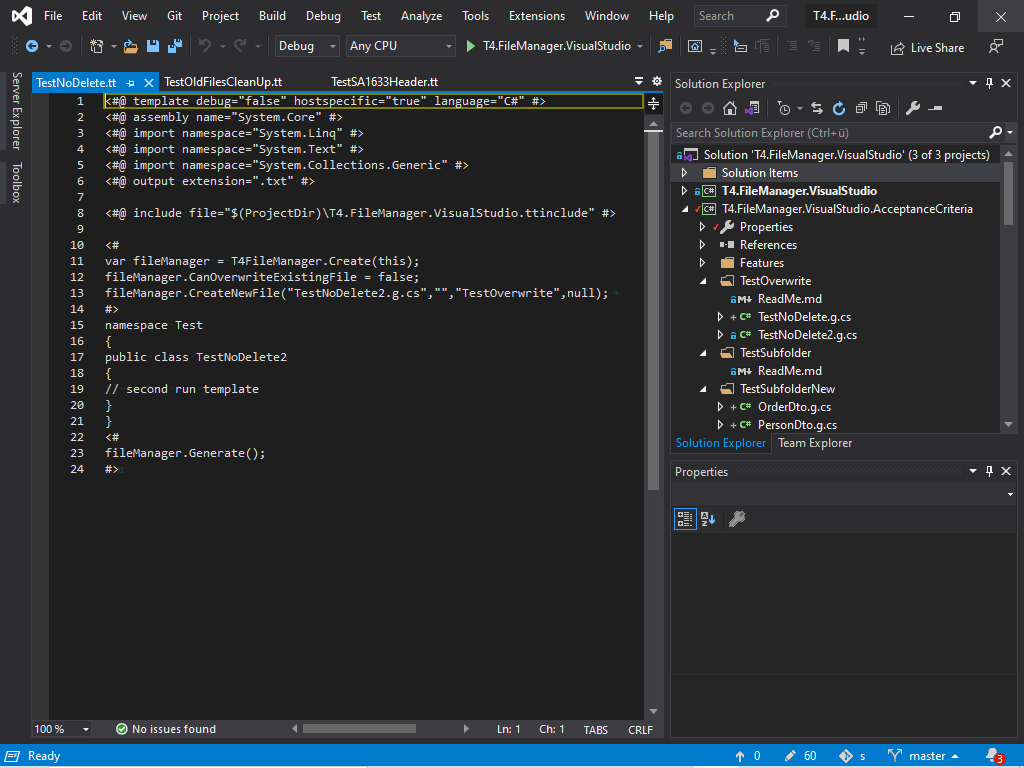 File Edit View Git Project Build Debug Test Analyze Tools Extensions Window Help Search T4.F...udio
Debug Any CPU T4.FileManager.VisualStudio Live Share
Server Explorer
Toolbox
TestNoDelete.tt TestOldFilesCleanUp.tt TestSA1633Header.tt
1 <#@ template debug="false" hostspecific="true" language="C#" #>
2 <#@ assembly name="System.Core" #>
3 <#@ import namespace="System.Linq" #>
4 <#@ import namespace="System.Text" #>
5 <#@ import namespace="System.Collections.Generic" #>
6 <#@ output extension=".txt" #>
7
8 <#@ include file="$(ProjectDir)\T4.FileManager.VisualStudio.ttinclude" #>
9
10 <#
11 var fileManager = T4FileManager.Create(this);
12 fileManager.CanOverwriteExistingFile = false;
13 fileManager.CreateNewFile("TestNoDelete2.g.cs","","TestOverwrite",null);
14 #>
15 namespace Test
16 {
17 public class TestNoDelete2
18 {
19 // second run template
20 }
21 }
22 <#
23 fileManager.Generate();
24 #>
100 % No issues found Ln: 1 Ch: 1 TABS CRLF
Solution Explorer
Search Solution Explorer (Ctrl+ü)
Solution 'T4.FileManager.VisualStudio' (3 of 3 projects)
Solution Items
C# T4.FileManager.VisualStudio
C# T4.FileManager.VisualStudio.AcceptanceCriteria
Properties
References
Features
TestOverwrite
M↓ ReadMe.md
C# TestNoDelete.g.cs
C# TestNoDelete2.g.cs
TestSubfolder
M↓ ReadMe.md
TestSubfolderNew
C# OrderDto.g.cs
C# PersonDto.g.cs
Solution Explorer Team Explorer
Properties
Ready 0 60 s master 3